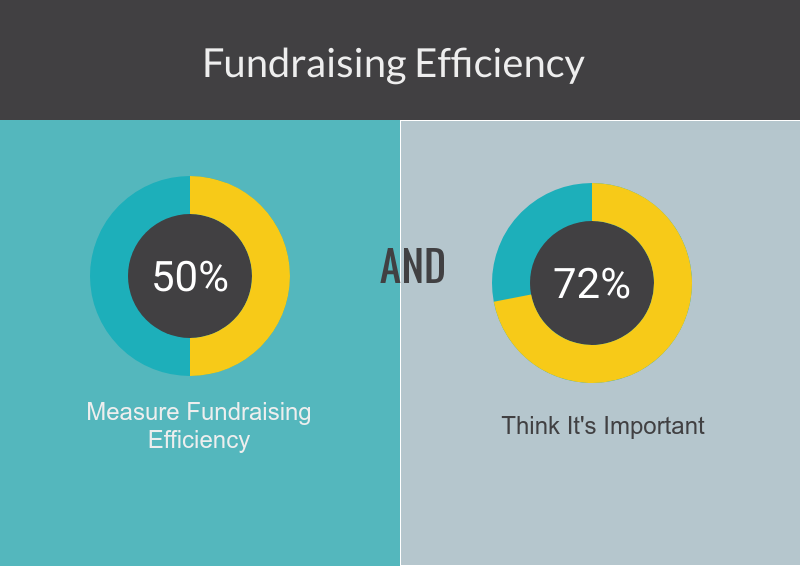 Fundraising Efficiency
50%
Measure Fundraising
Efficiency
AND
72%
Think It's Important